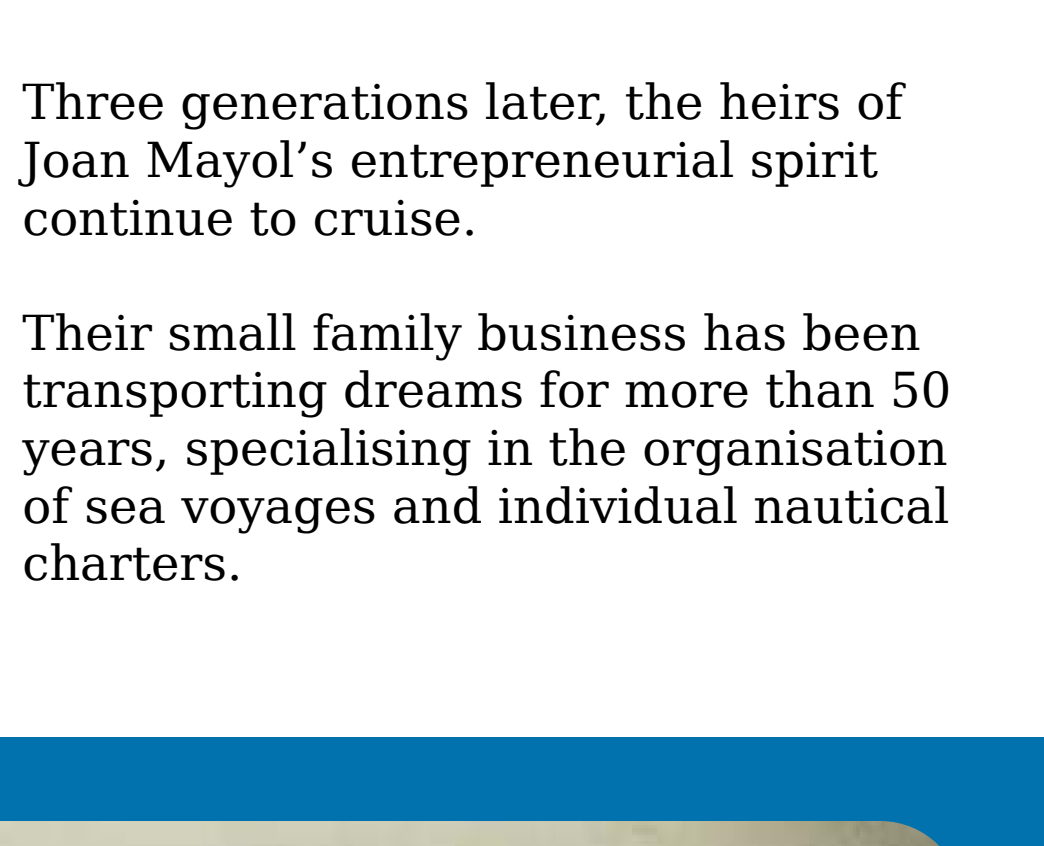 Three generations later, the heirs of
Joan Mayol’s entrepreneurial spirit
continue to cruise.
Their small family business has been
transporting dreams for more than 50
years, specialising in the organisation
of sea voyages and individual nautical
charters.